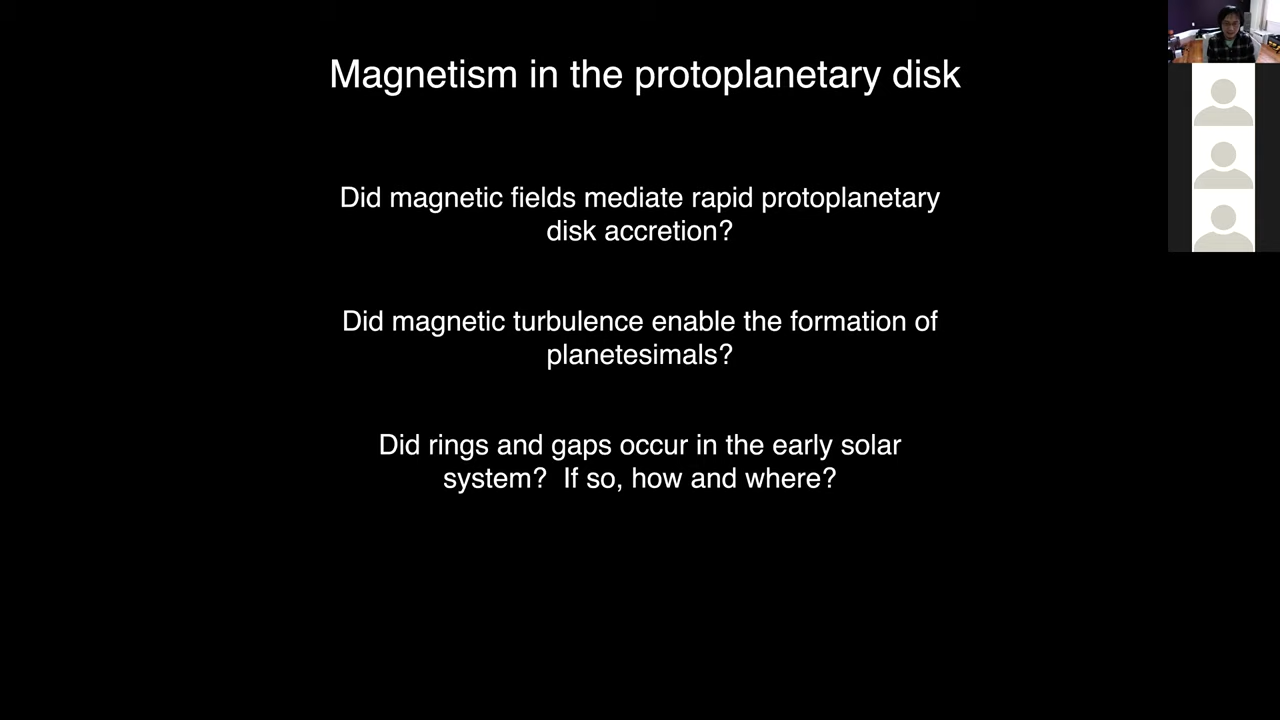 Magnetism in the protoplanetary disk
Did magnetic fields mediate rapid protoplanetary
disk accretion?
Did magnetic turbulence enable the formation of
planetesimals?
Did rings and gaps occur in the early solar
system?  If so, how and where?